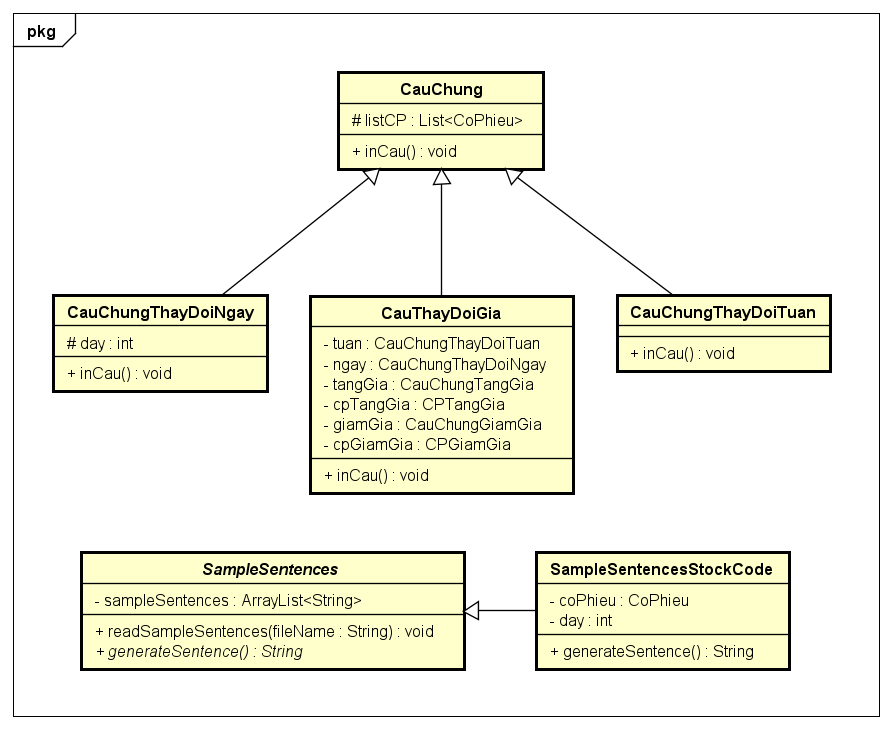 pkg
CauChung
# listCP : List<CoPhieu>
+ inCau() : void
CauChungThayDoiNgay
# day : int
+ inCau() : void
CauThayDoiGia
- tuan : CauChungThayDoiTuan
- ngay : CauChungThayDoiNgay
- tangGia : CauChungTangGia
- cpTangGia : CPTangGia
- giamGia : CauChungGiamGia
- cpGiamGia : CPGiamGia
+ inCau() : void
CauChungThayDoiTuan
+ inCau() : void
SampleSentences
- sampleSentences : ArrayList<String>
+ readSampleSentences(fileName : String) : void
+ generateSentence() : String
SampleSentencesStockCode
- coPhieu : CoPhieu
- day : int
+ generateSentence() : String